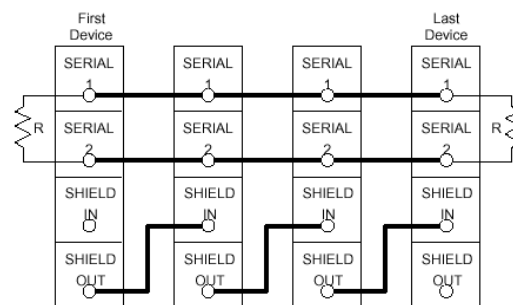 First
Device
Last
Device
SERIAL
1
SERIAL
1
SERIAL
1
SERIAL
1
R
SERIAL
2
SERIAL
2
SERIAL
2
SERIAL
2
R
SHIELD
IN
SHIELD
IN
SHIELD
IN
SHIELD
IN
SHIELD
OUT
SHIELD
OUT
SHIELD
OUT
SHIELD
OUT